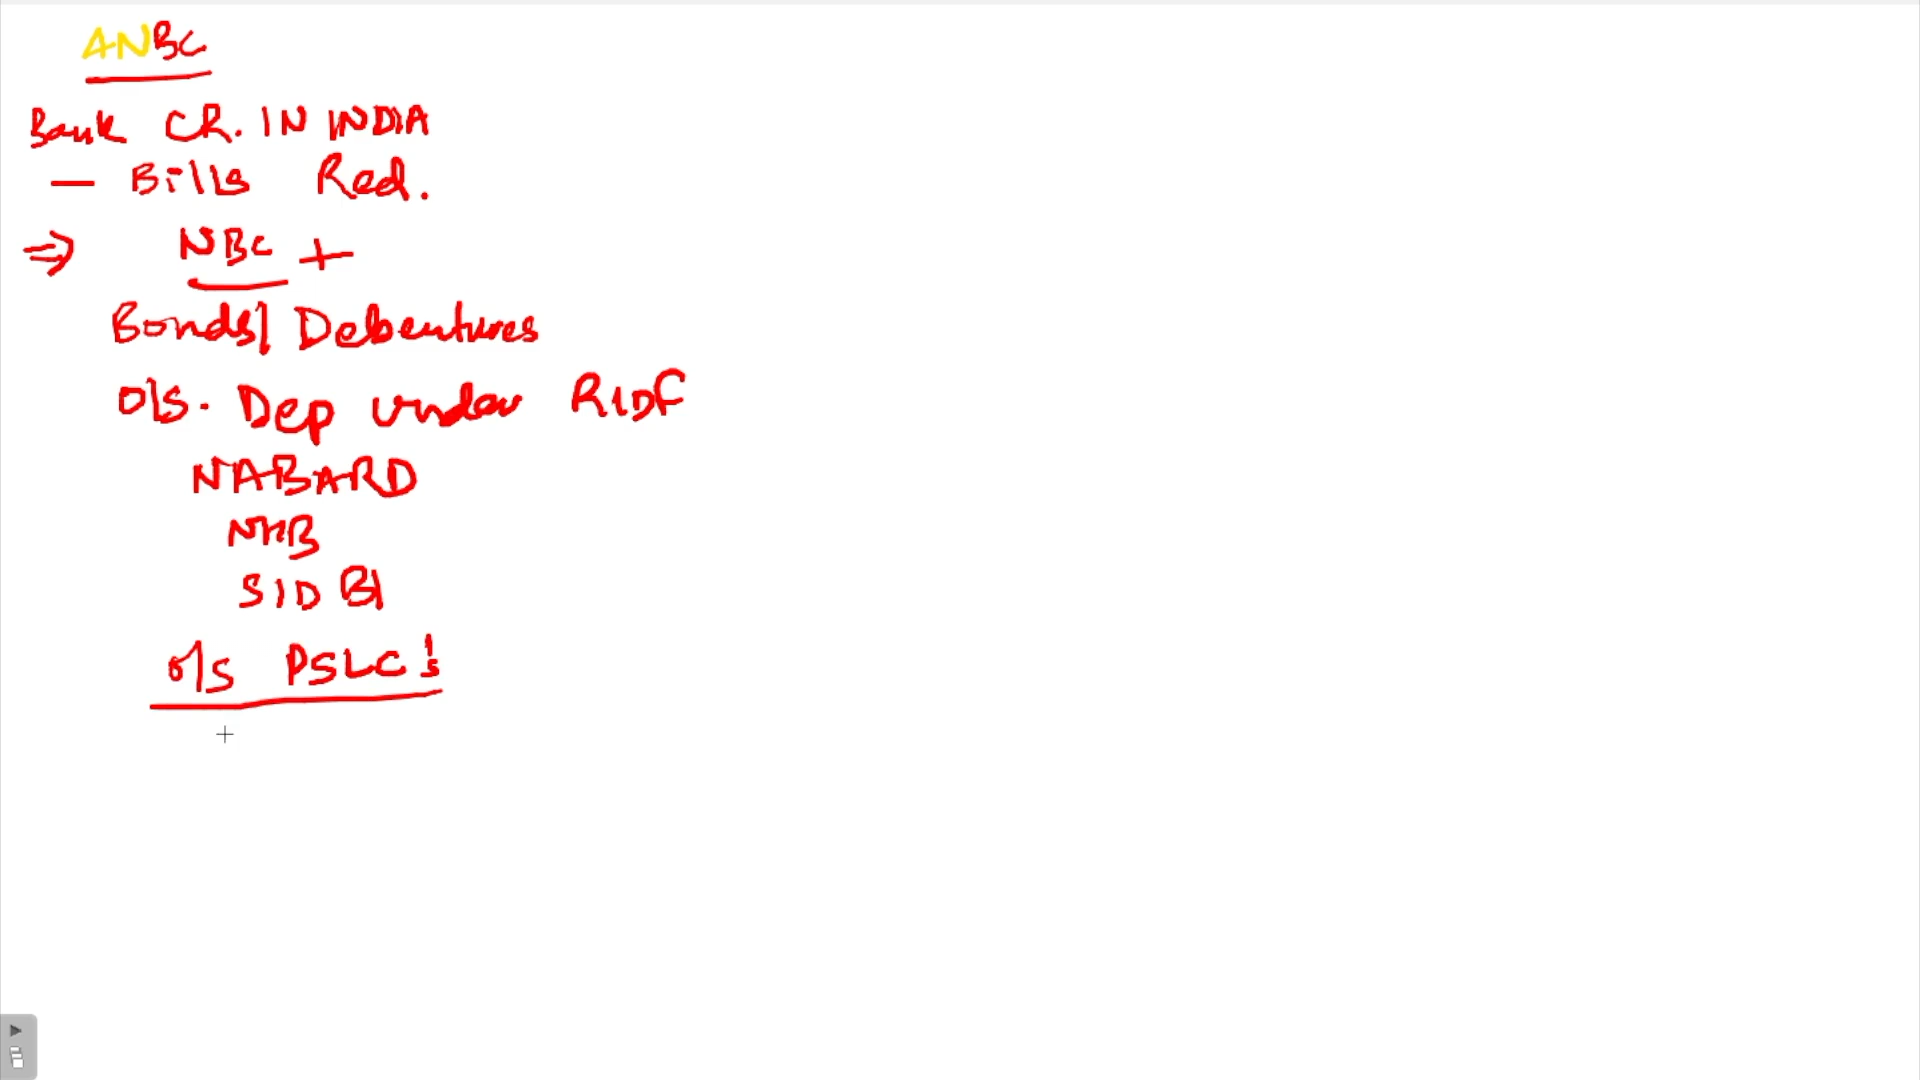 ANBC
Bank CR. IN INDIA
— Bills Red.
⇒ NBC +
Bonds/ Debentures
O/S. Dep under RIDF
NABARD
NHB
SIDBI
O/S PSLC's